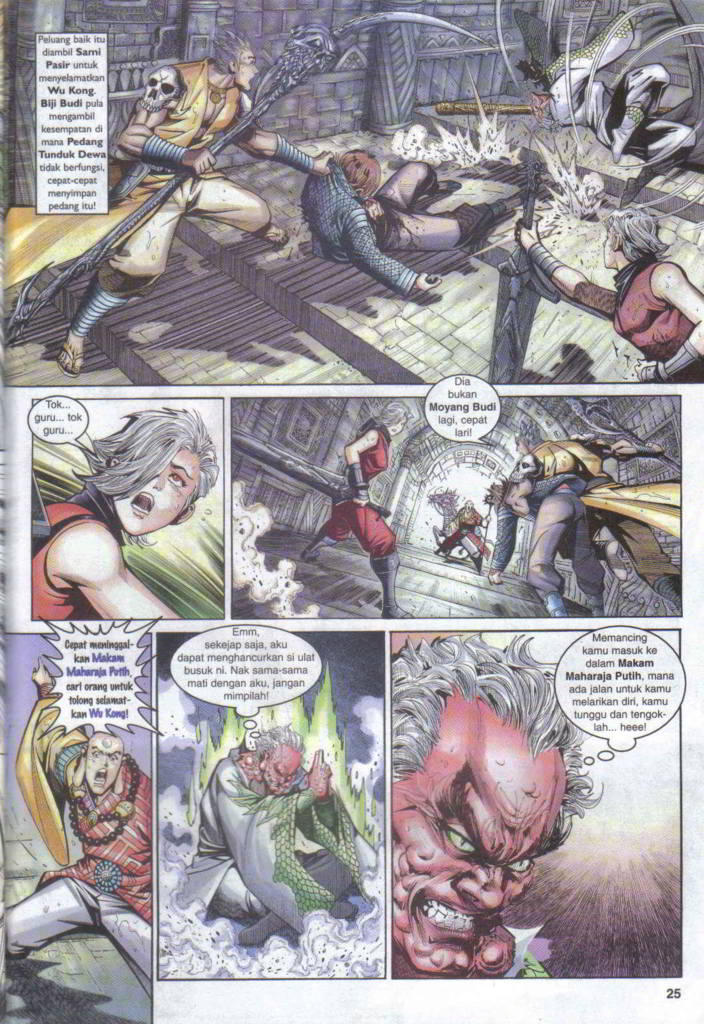 Peluang baik itu
diambil Sami
Pasir untuk
menyelamatkan
Wu Kong.
Biji Budi pula
mengambil
kesempatan di
mana Pedang
Tunduk Dewa
tidak berfungsi,
cepat-cepat
menyimpan
pedang itu!
Tok...
guru... tok
guru...
Dia
bukan
Moyang Budi
lagi, cepat
lari!
Cepat meninggal-
kan Makam
Maharaja Putih,
cari orang untuk
tolong selamat-
kan Wu Kong!
Emm,
sekejap saja, aku
dapat menghancurkan si ulat
busuk ni. Nak sama-sama
mati dengan aku, jangan
mimpilah!
Memancing
kamu masuk ke
dalam Makam
Maharaja Putih, mana
ada jalan untuk kamu
melarikan diri, kamu
tunggu dan tengok-
lah... heee!
25